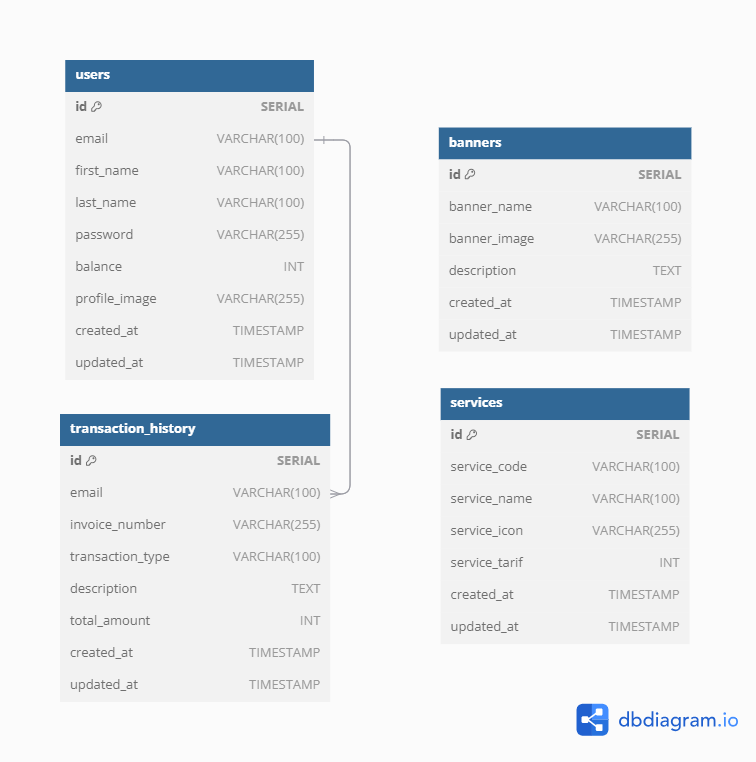 users
id SERIAL
email VARCHAR(100)
first_name VARCHAR(100)
last_name VARCHAR(100)
password VARCHAR(255)
balance INT
profile_image VARCHAR(255)
created_at TIMESTAMP
updated_at TIMESTAMP
transaction_history
id SERIAL
email VARCHAR(100)
invoice_number VARCHAR(255)
transaction_type VARCHAR(100)
description TEXT
total_amount INT
created_at TIMESTAMP
updated_at TIMESTAMP
banners
id SERIAL
banner_name VARCHAR(100)
banner_image VARCHAR(255)
description TEXT
created_at TIMESTAMP
updated_at TIMESTAMP
services
id SERIAL
service_code VARCHAR(100)
service_name VARCHAR(100)
service_icon VARCHAR(255)
service_tarif INT
created_at TIMESTAMP
updated_at TIMESTAMP
dbdiagram.io